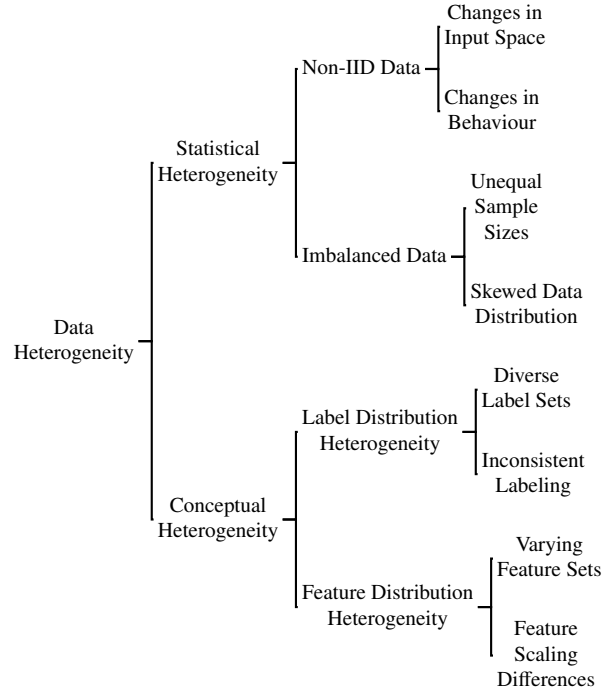 Changes in
Input Space
Non-IID Data
Changes in
Behaviour
Statistical
Heterogeneity
Unequal
Sample
Sizes
Imbalanced Data
Skewed Data
Distribution
Data
Heterogeneity
Diverse
Label Sets
Label Distribution
Heterogeneity
Inconsistent
Labeling
Conceptual
Heterogeneity
Varying
Feature Sets
Feature Distribution
Heterogeneity
Feature
Scaling
Differences